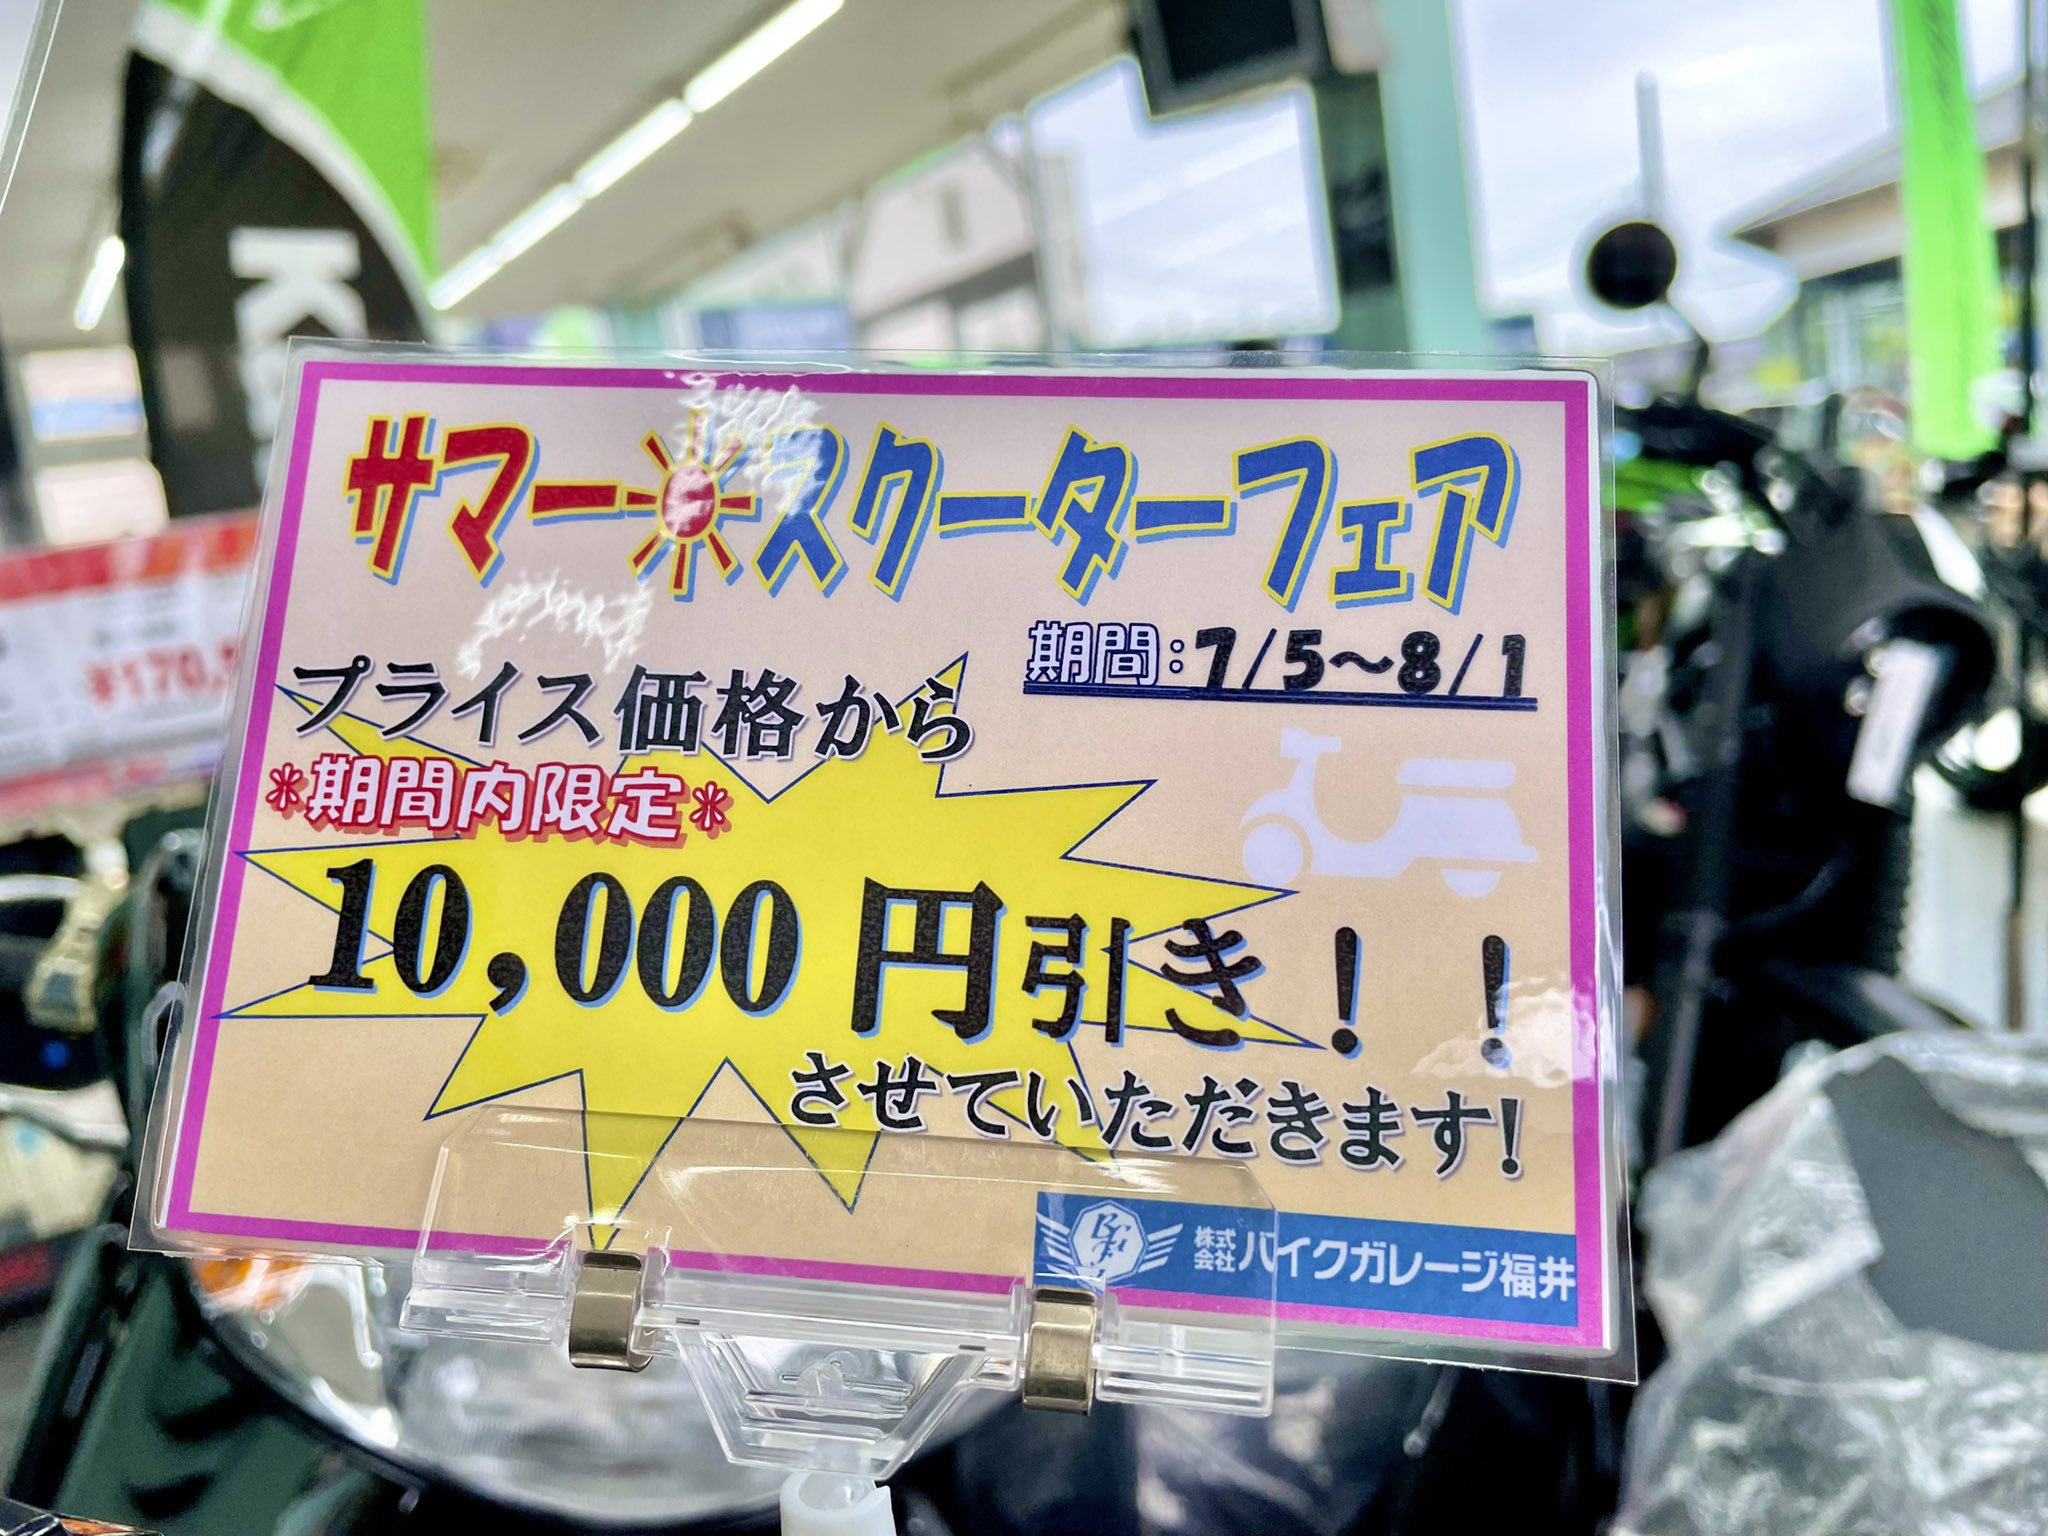 サマー☀スクーターフェア
期間:7/5～8/1
プライス価格から
*期間内限定*
10,000円引き！！
させていただきます!
BGF
株式会社バイクガレージ福井
¥170,